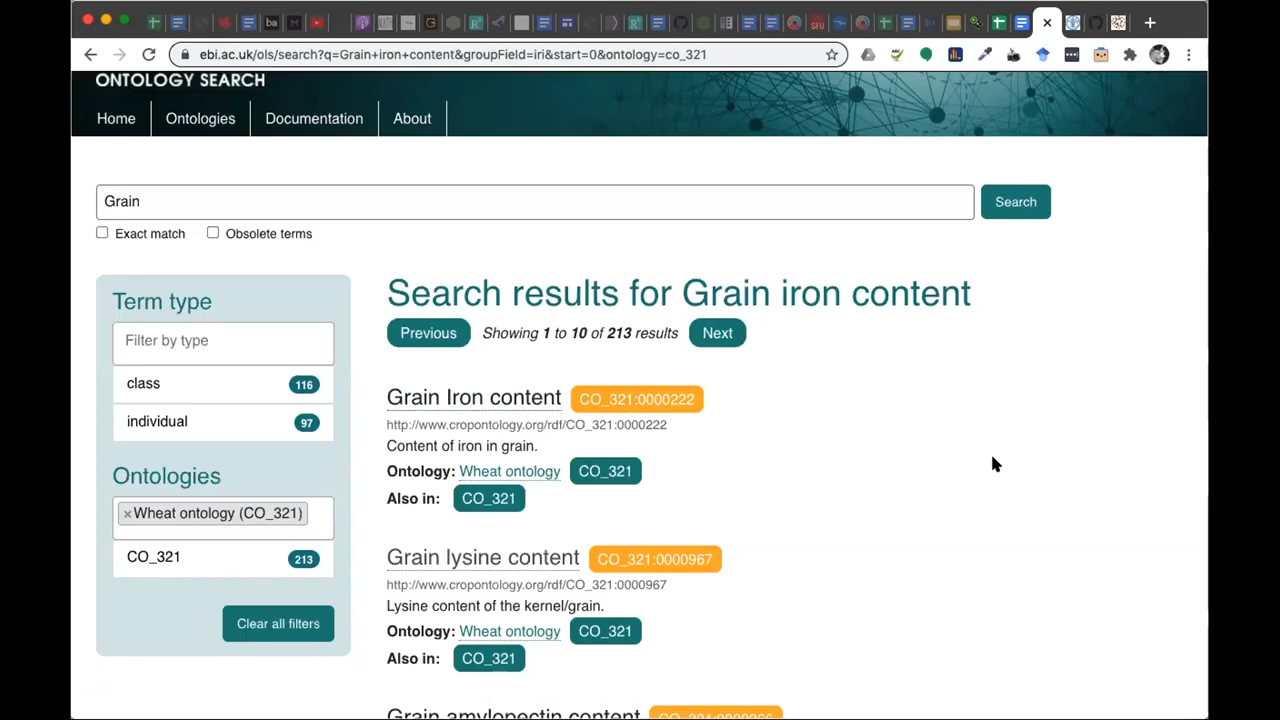 ebi.ac.uk/ols/search?q=Grain+iron+content&groupField=iri&start=0&ontology=co_321
ONTOLOGY SEARCH
Home Ontologies Documentation About
Grain Search
Exact match Obsolete terms
Term type
Filter by type
class 116
individual 97
Ontologies
×Wheat ontology (CO_321)
CO_321 213
Clear all filters
Search results for Grain iron content
Previous Showing 1 to 10 of 213 results Next
Grain Iron content CO_321:0000222
http://www.cropontology.org/rdf/CO_321:0000222
Content of iron in grain.
Ontology: Wheat ontology CO_321
Also in: CO_321
Grain lysine content CO_321:0000967
http://www.cropontology.org/rdf/CO_321:0000967
Lysine content of the kernel/grain.
Ontology: Wheat ontology CO_321
Also in: CO_321
Grain amylopectin content